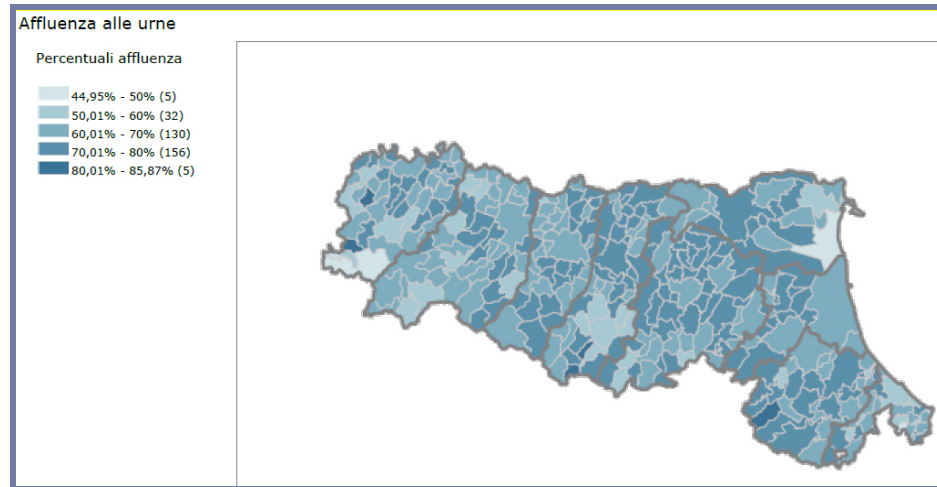 Affluenza alle urne
Percentuali affluenza
44,95% - 50% (5)
50,01% - 60% (32)
60,01% - 70% (130)
70,01% - 80% (156)
80,01% - 85,87% (5)